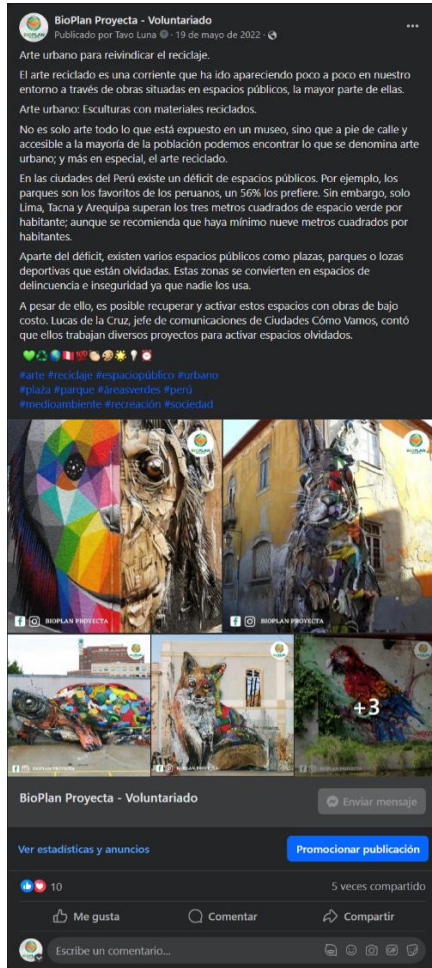 BioPlan Proyecta - Voluntariado
Publicado por Tavo Luna · 19 de mayo de 2022 ·
Arte urbano para reivindicar el reciclaje.
El arte reciclado es una corriente que ha ido apareciendo poco a poco en nuestro
entorno a través de obras situadas en espacios públicos, la mayor parte de ellas.
Arte urbano: Esculturas con materiales reciclados.
No es solo arte todo lo que está expuesto en un museo, sino que a pie de calle y
accesible a la mayoría de la población podemos encontrar lo que se denomina arte
urbano; y más en especial, el arte reciclado.
En las ciudades del Perú existe un déficit de espacios públicos. Por ejemplo, los
parques son los favoritos de los peruanos, un 56% los prefiere. Sin embargo, solo
Lima, Tacna y Arequipa superan los tres metros cuadrados de espacio verde por
habitante; aunque se recomienda que haya mínimo nueve metros cuadrados por
habitantes.
Aparte del déficit, existen varios espacios públicos como plazas, parques o lozas
deportivas que están olvidadas. Estas zonas se convierten en espacios de
delincuencia e inseguridad ya que nadie los usa.
A pesar de ello, es posible recuperar y activar estos espacios con obras de bajo
costo. Lucas de la Cruz, jefe de comunicaciones de Ciudades Cómo Vamos, contó
que ellos trabajan diversos proyectos para activar espacios olvidados.
#arte #reciclaje #espaciopúblico #urbano
#plaza #parque #áreasverdes #perú
#medioambiente #recreación #sociedad
BIOPLAN PROYECTA
BIOPLAN PROYECTA
BIOPLAN PROYECTA
BIOPLAN PROYECTA
BIOPLAN PROYECTA
+3
BioPlan Proyecta - Voluntariado
Enviar mensaje
Ver estadísticas y anuncios
Promocionar publicación
10
5 veces compartido
Me gusta
Comentar
Compartir
Escribe un comentario...
GIF